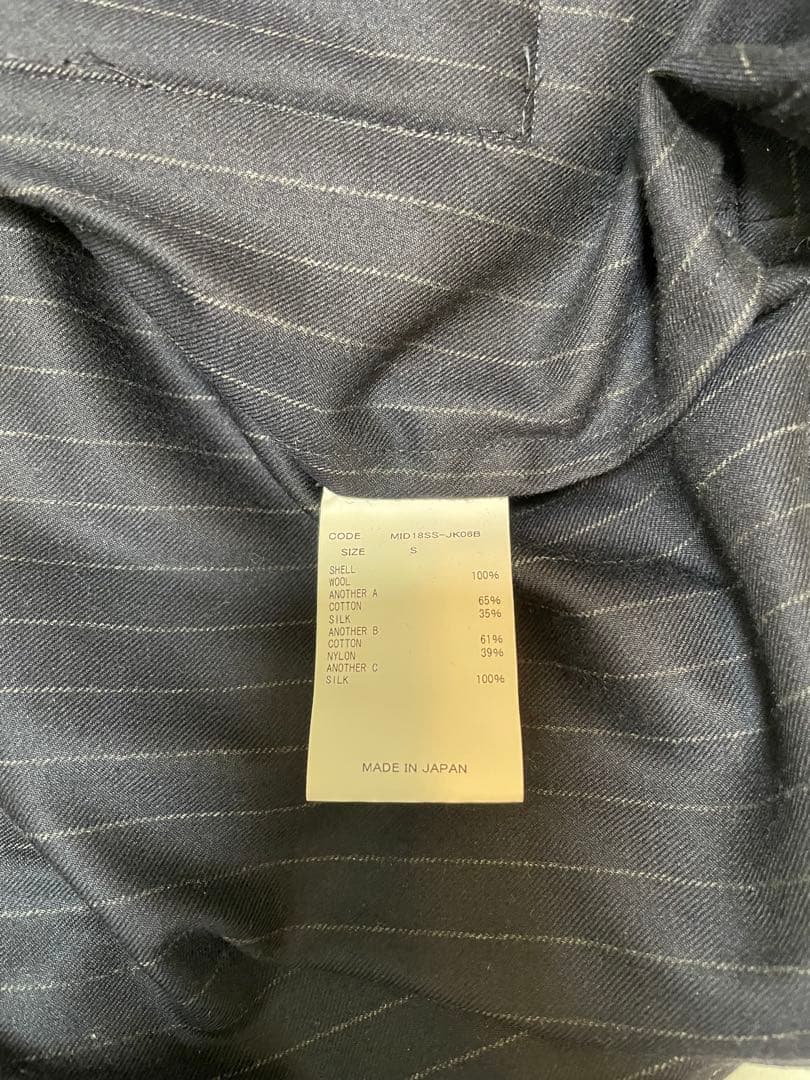 CODE MID18SS-JK06B
SIZE S
SHELL
WOOL 100%
ANOTHER A
COTTON 65%
SILK 35%
ANOTHER B
COTTON 61%
NYLON 39%
ANOTHER C
SILK 100%
MADE IN JAPAN